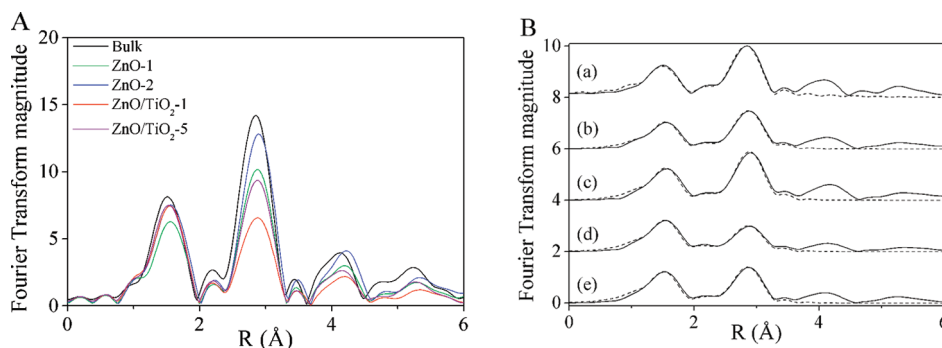 A
Fourier Transform magnitude
20
15
10
5
0
Bulk
ZnO-1
ZnO-2
ZnO/TiO₂-1
ZnO/TiO₂-5
0 2 4 6
R (Å)
B
Fourier Transform magnitude
10
8
6
4
2
0
(a)
(b)
(c)
(d)
(e)
0 2 4 6
R (Å)